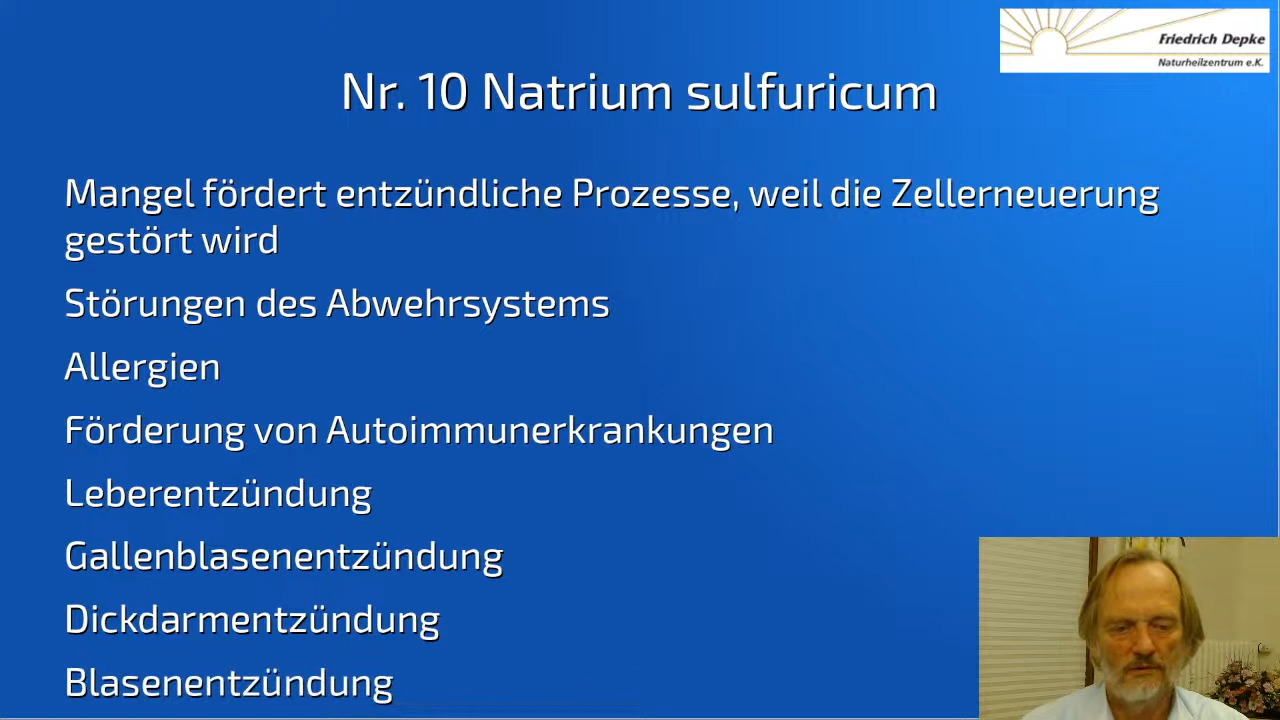 Friedrich Depke
Naturheilzentrum e.K.
Nr. 10 Natrium sulfuricum
Mangel fördert entzündliche Prozesse, weil die Zellerneuerung
gestört wird
Störungen des Abwehrsystems
Allergien
Förderung von Autoimmunerkrankungen
Leberentzündung
Gallenblasenentzündung
Dickdarmentzündung
Blasenentzündung